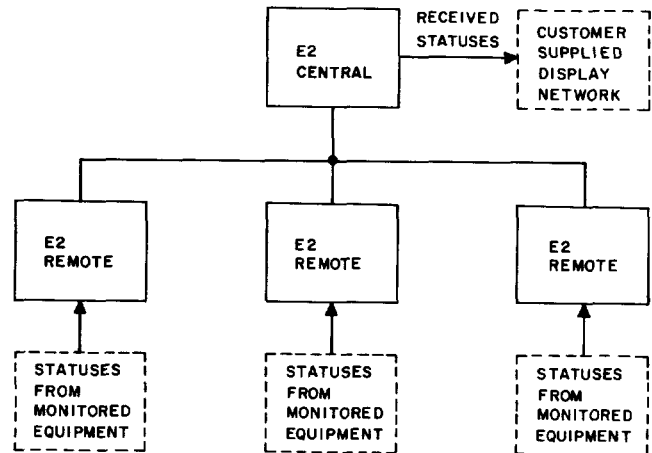 RECEIVED
STATUSES
E2
CENTRAL
CUSTOMER
SUPPLIED
DISPLAY
NETWORK
E2
REMOTE
E2
REMOTE
E2
REMOTE
STATUSES
FROM
MONITORED
EQUIPMENT
STATUSES
FROM
MONITORED
EQUIPMENT
STATUSES
FROM
MONITORED
EQUIPMENT